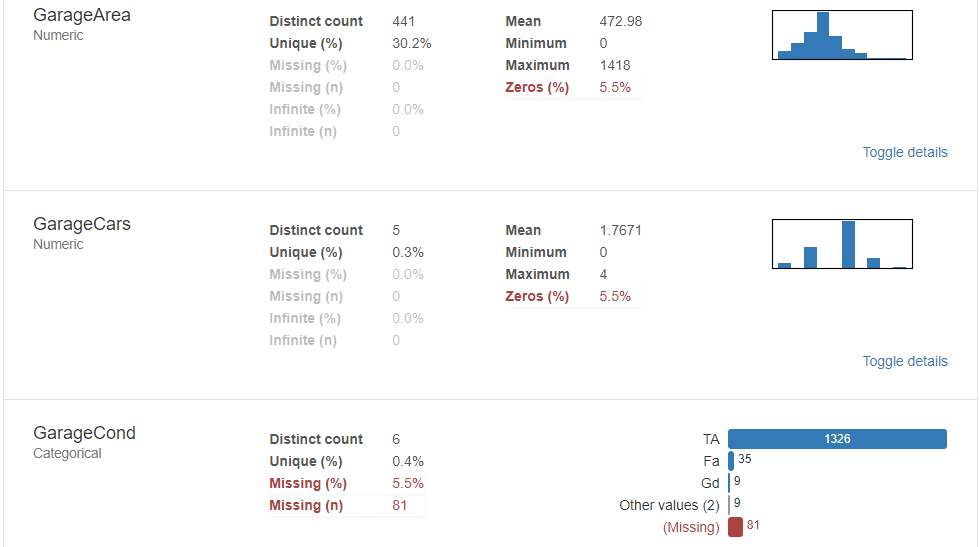 GarageArea
Numeric
Distinct count 441
Unique (%) 30.2%
Missing (%) 0.0%
Missing (n) 0
Infinite (%) 0.0%
Infinite (n) 0
Mean 472.98
Minimum 0
Maximum 1418
Zeros (%) 5.5%
Toggle details
GarageCars
Numeric
Distinct count 5
Unique (%) 0.3%
Missing (%) 0.0%
Missing (n) 0
Infinite (%) 0.0%
Infinite (n) 0
Mean 1.7671
Minimum 0
Maximum 4
Zeros (%) 5.5%
Toggle details
GarageCond
Categorical
Distinct count 6
Unique (%) 0.4%
Missing (%) 5.5%
Missing (n) 81
TA 1326
Fa 35
Gd 9
Other values (2) 9
(Missing) 81